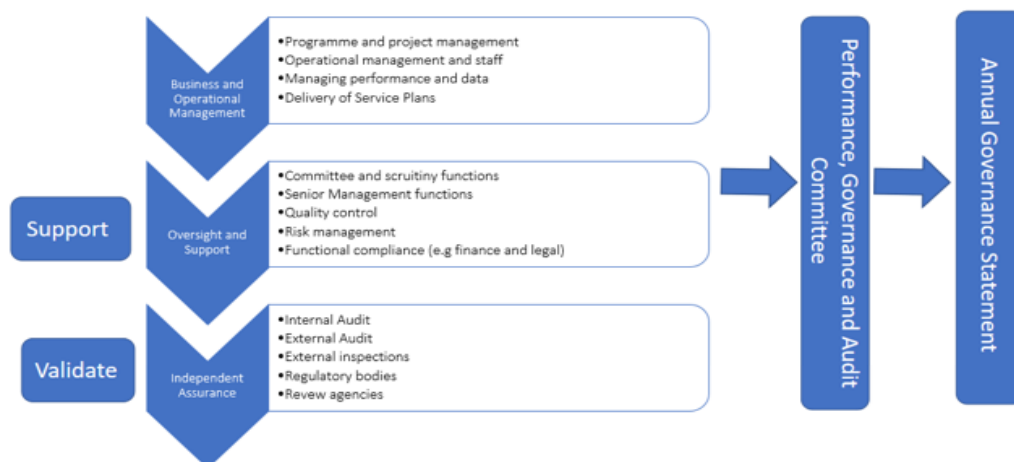 Business and
Operational
Management
•Programme and project management
•Operational management and staff
•Managing performance and data
•Delivery of Service Plans
Support
Oversight and
Support
•Committee and scrutiny functions
•Senior Management functions
•Quality control
•Risk management
•Functional compliance (e.g finance and legal)
Validate
Independent
Assurance
•Internal Audit
•External Audit
•External inspections
•Regulatory bodies
•Revew agencies
Performance, Governance and Audit
Committee
Annual Governance Statement